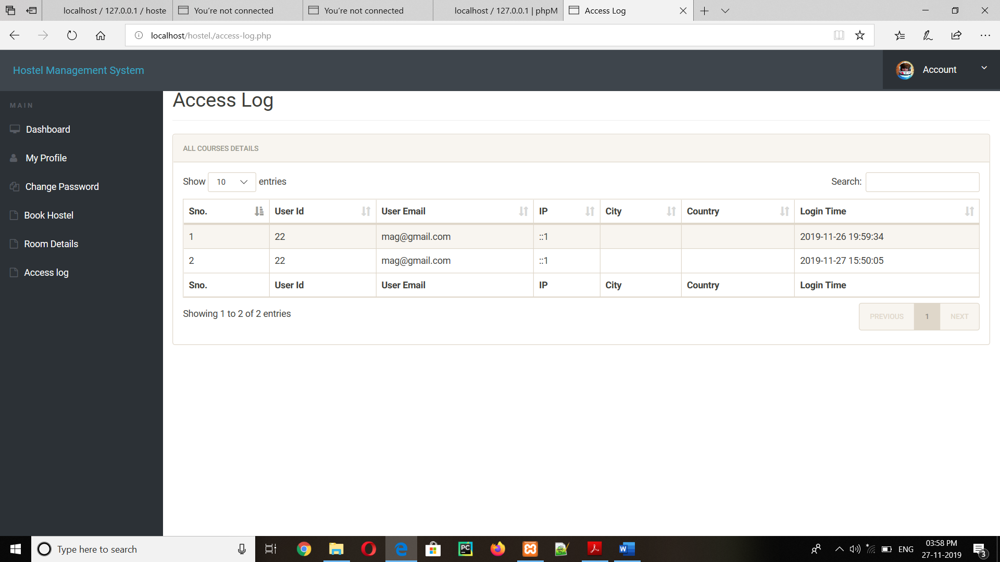 localhost / 127.0.0.1 / hoste
You're not connected
You're not connected
localhost / 127.0.0.1 | phpM
Access Log
localhost/hostel./access-log.php
Hostel Management System
Account
MAIN
Dashboard
My Profile
Change Password
Book Hostel
Room Details
Access log
Access Log
ALL COURSES DETAILS
Show 10 entries
Search:
Sno. User Id User Email IP City Country Login Time
1 22 mag@gmail.com ::1 2019-11-26 19:59:34
2 22 mag@gmail.com ::1 2019-11-27 15:50:05
Sno. User Id User Email IP City Country Login Time
Showing 1 to 2 of 2 entries
PREVIOUS 1 NEXT
Type here to search
PC
W
ENG
03:58 PM
27-11-2019
3